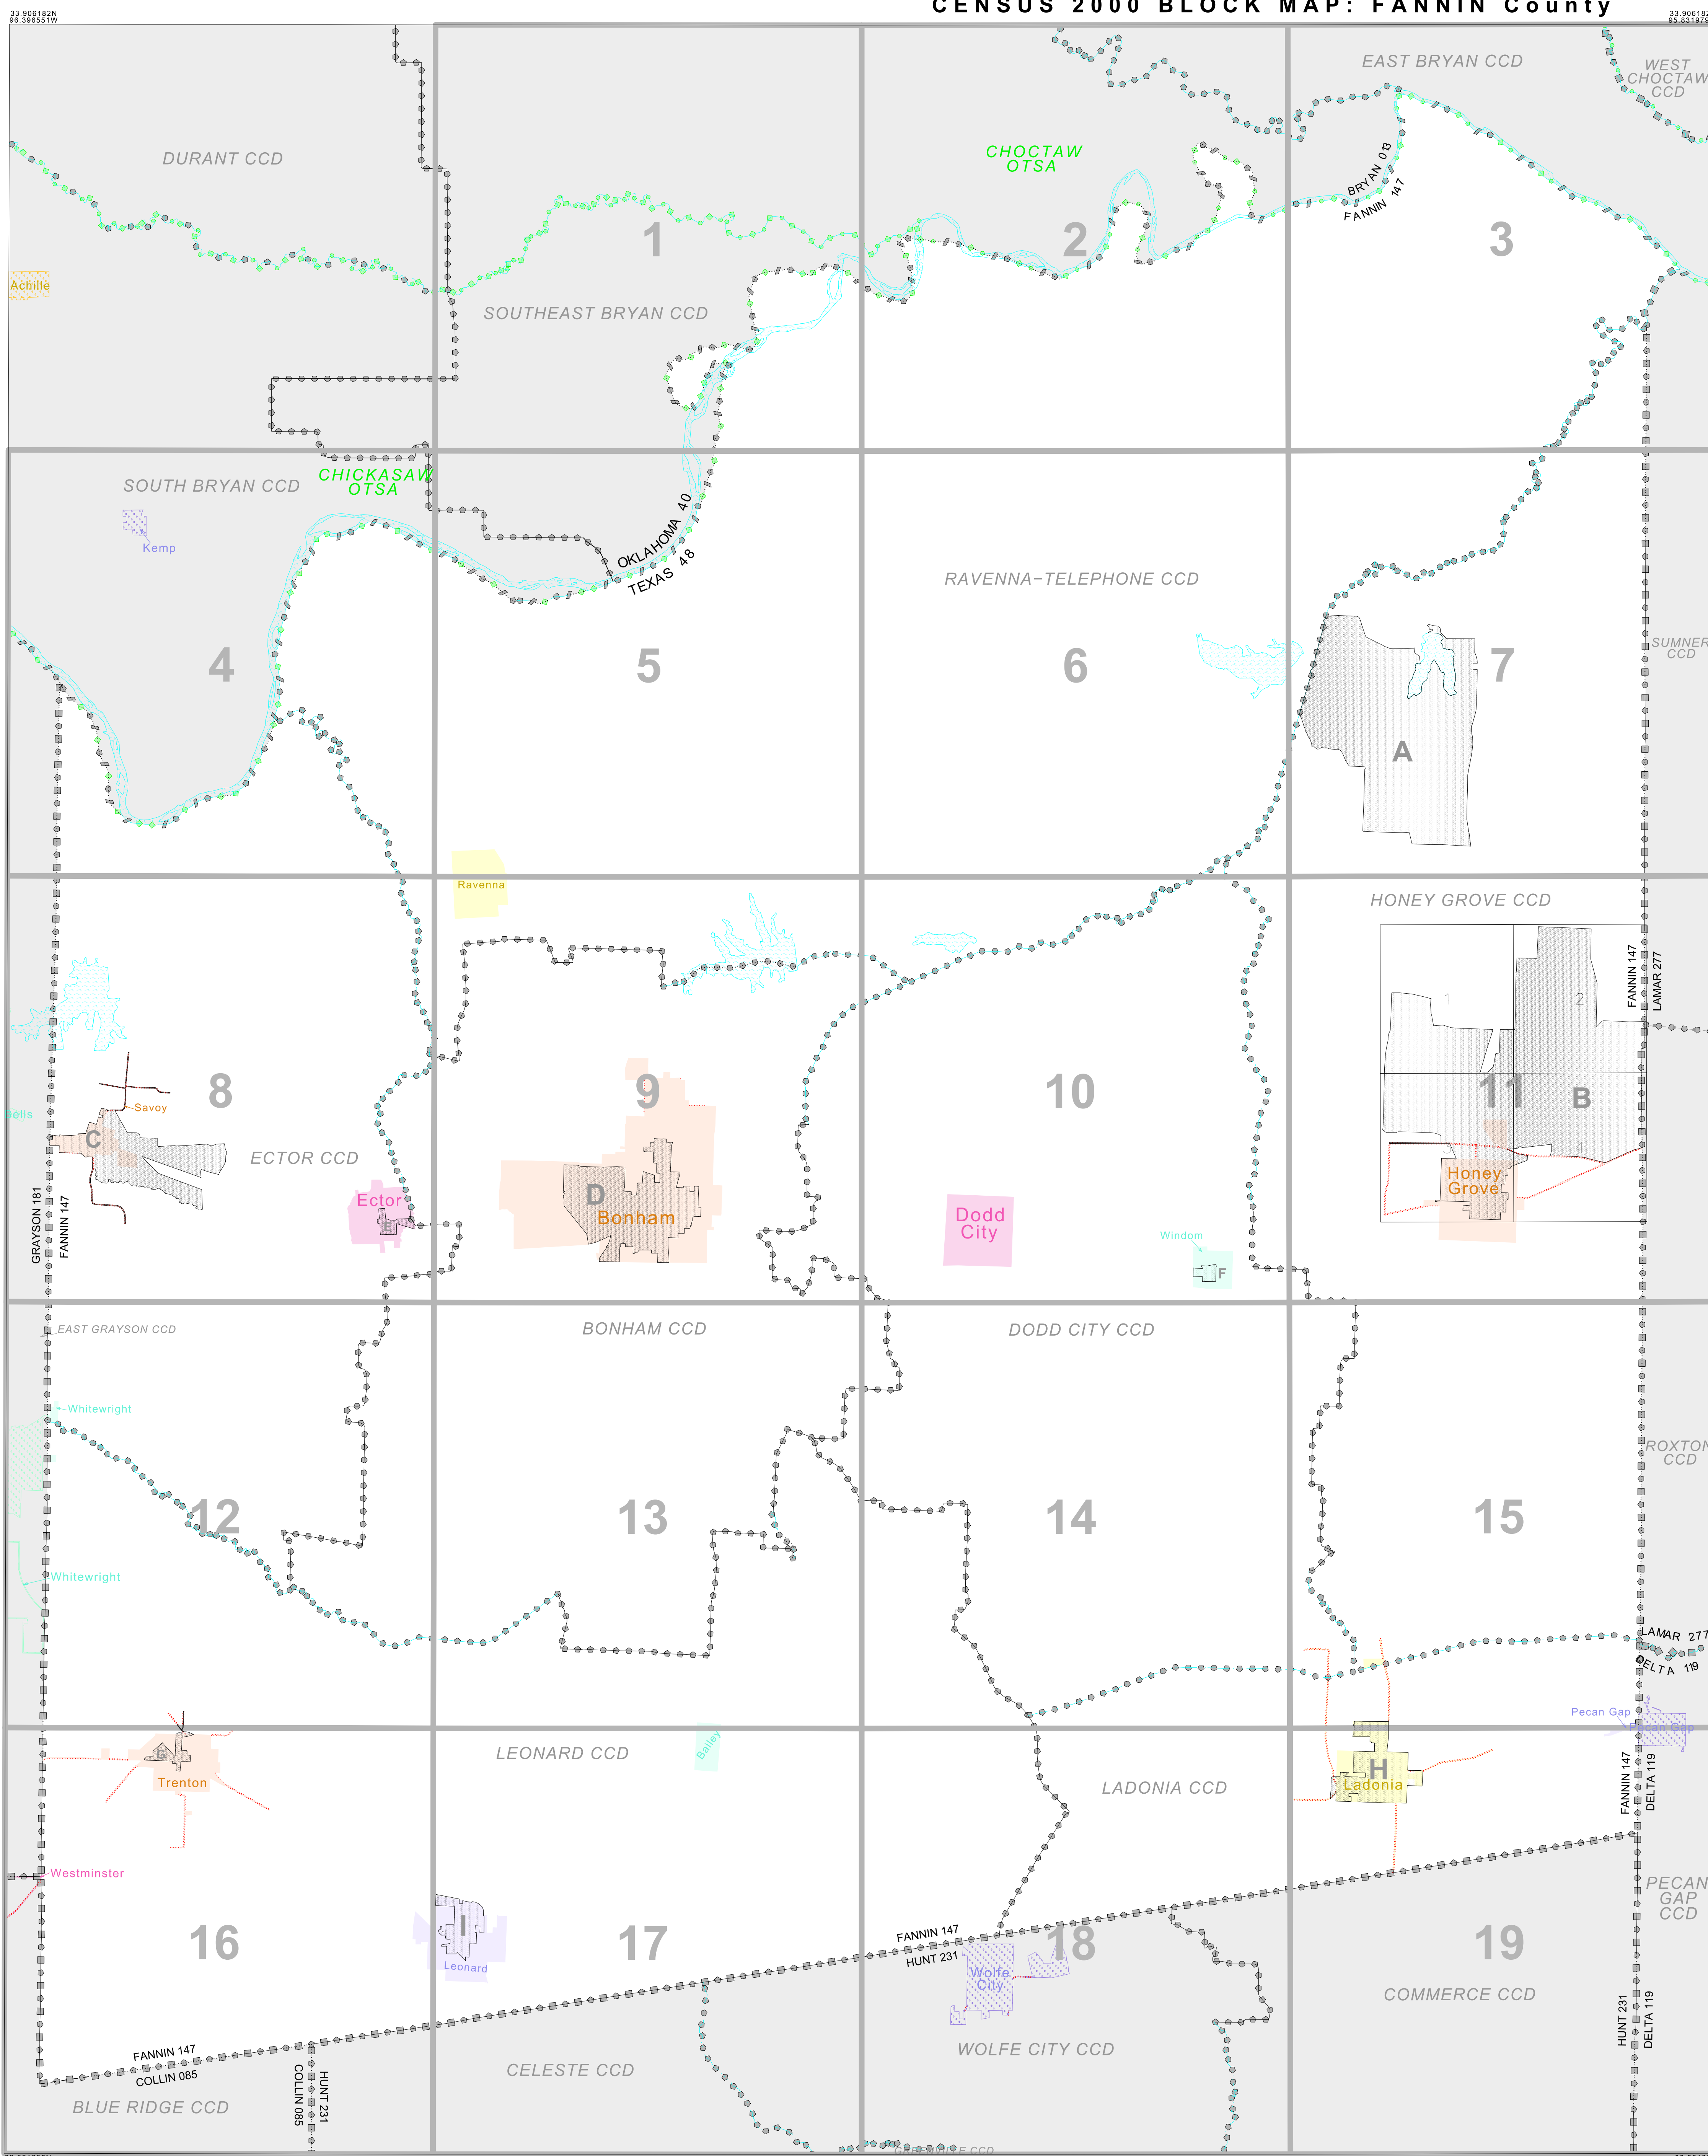 CENSUS 2000 BLOCK MAP: FANNIN County
33.906182N
96.396551W
33.906182
95.831979
EAST BRYAN CCD
WEST
CHOCTAW
CCD
DURANT CCD
CHOCTAW
OTSA
BRYAN 013
FANNIN 147
1
2
3
Achille
SOUTHEAST BRYAN CCD
SOUTH BRYAN CCD
CHICKASAW
OTSA
Kemp
OKLAHOMA 40
TEXAS 48
RAVENNA-TELEPHONE CCD
SUMNER
CCD
4
5
6
7
A
Ravenna
HONEY GROVE CCD
FANNIN 147
LAMAR 277
1
2
8
9
10
11
B
Savoy
C
3
4
ECTOR CCD
Honey
Grove
Ector
E
D
Bonham
Dodd
City
GRAYSON 181
FANNIN 147
Windom
F
EAST GRAYSON CCD
BONHAM CCD
DODD CITY CCD
Whitewright
ROXTON
CCD
12
13
14
15
Whitewright
LAMAR 277
DELTA 119
Pecan Gap
Pecan Gap
G
Trenton
LEONARD CCD
Bailey
LADONIA CCD
H
Ladonia
FANNIN 147
DELTA 119
Westminster
PECAN
GAP
CCD
I
Leonard
16
17
18
19
FANNIN 147
HUNT 231
Wolfe
City
COMMERCE CCD
HUNT 231
DELTA 119
FANNIN 147
COLLIN 085
WOLFE CITY CCD
CELESTE CCD
COLLIN 085
HUNT 231
BLUE RIDGE CCD